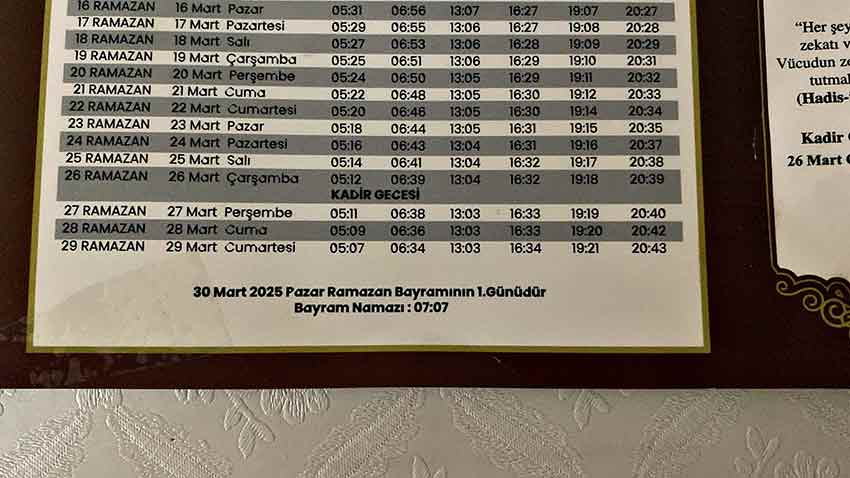 16 RAMAZAN 16 Mart Pazar 05:31 06:56 13:07 16:27 19:07 20:27
17 RAMAZAN 17 Mart Pazartesi 05:29 06:55 13:06 16:27 19:08 20:28
18 RAMAZAN 18 Mart Salı 05:27 06:53 13:06 16:28 19:09 20:29
19 RAMAZAN 19 Mart Çarşamba 05:25 06:51 13:06 16:29 19:10 20:31
20 RAMAZAN 20 Mart Perşembe 05:24 06:50 13:05 16:29 19:11 20:32
21 RAMAZAN 21 Mart Cuma 05:22 06:48 13:05 16:30 19:12 20:33
22 RAMAZAN 22 Mart Cumartesi 05:20 06:46 13:05 16:30 19:14 20:34
23 RAMAZAN 23 Mart Pazar 05:18 06:44 13:05 16:31 19:15 20:35
24 RAMAZAN 24 Mart Pazartesi 05:16 06:43 13:04 16:31 19:16 20:37
25 RAMAZAN 25 Mart Salı 05:14 06:41 13:04 16:32 19:17 20:38
26 RAMAZAN 26 Mart Çarşamba 05:12 06:39 13:04 16:32 19:18 20:39
KADİR GECESİ
27 RAMAZAN 27 Mart Perşembe 05:11 06:38 13:03 16:33 19:19 20:40
28 RAMAZAN 28 Mart Cuma 05:09 06:36 13:03 16:33 19:20 20:42
29 RAMAZAN 29 Mart Cumartesi 05:07 06:34 13:03 16:34 19:21 20:43
30 Mart 2025 Pazar Ramazan Bayramının 1.Günüdür
Bayram Namazı : 07:07
“Her şey
zekatı v
Vücudun ze
tutmal
(Hadis-
Kadir
26 Mart